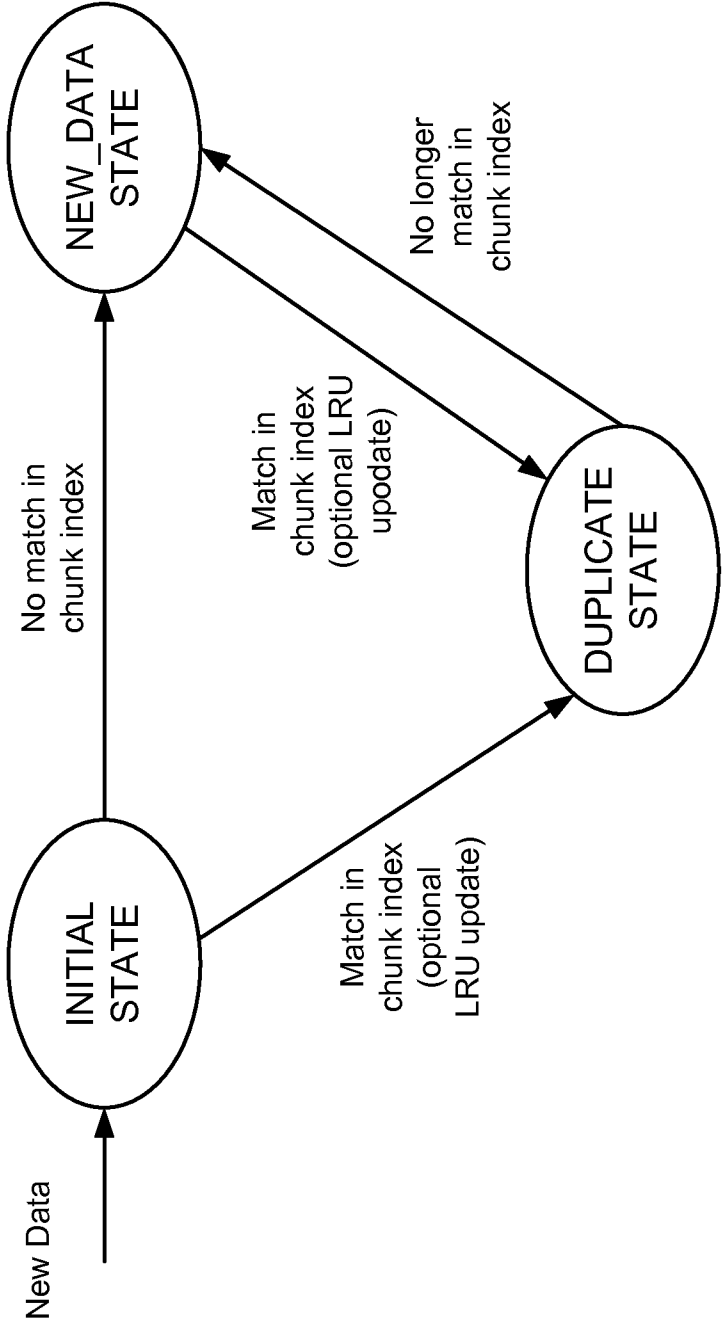 New Data
INITIAL
STATE
No match in
chunk index
NEW_DATA
STATE
Match in
chunk index
(optional
LRU update)
Match in
chunk index
(optional LRU
upodate)
No longer
match in
chunk index
DUPLICATE
STATE